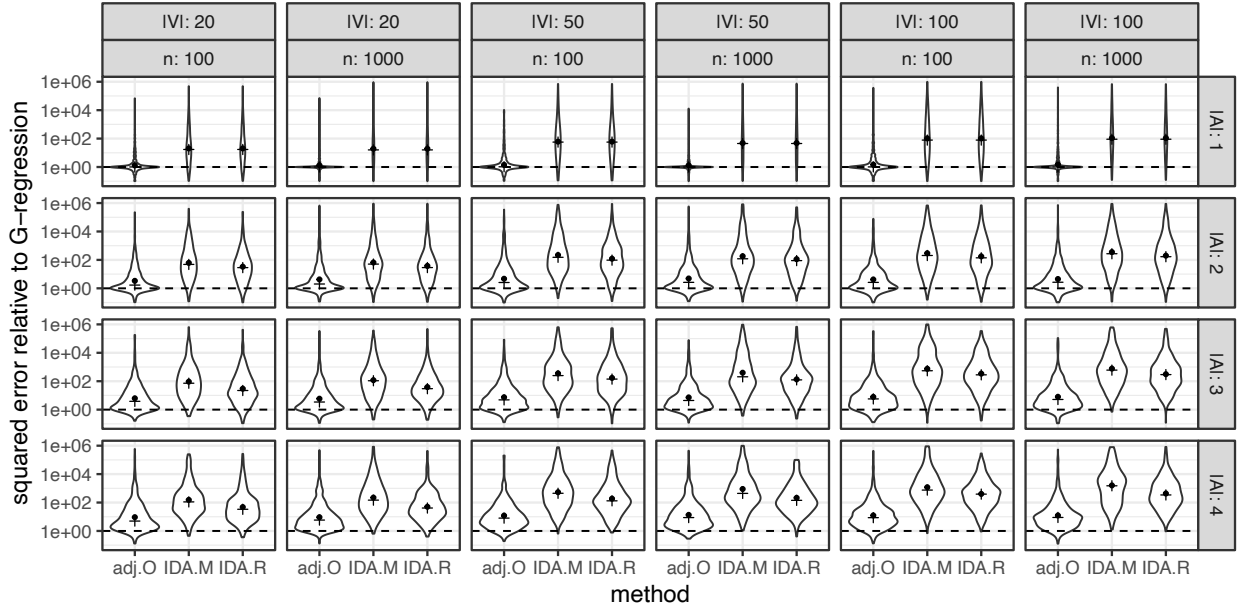 |V|: 20 |V|: 20 |V|: 50 |V|: 50 |V|: 100 |V|: 100
n: 100 n: 1000 n: 100 n: 1000 n: 100 n: 1000
squared error relative to G−regression
1e+06
1e+04
1e+02
1e+00
|A|: 1
1e+06
1e+04
1e+02
1e+00
|A|: 2
1e+06
1e+04
1e+02
1e+00
|A|: 3
1e+06
1e+04
1e+02
1e+00
|A|: 4
adj.O IDA.M IDA.R adj.O IDA.M IDA.R adj.O IDA.M IDA.R adj.O IDA.M IDA.R adj.O IDA.M IDA.R adj.O IDA.M IDA.R
method